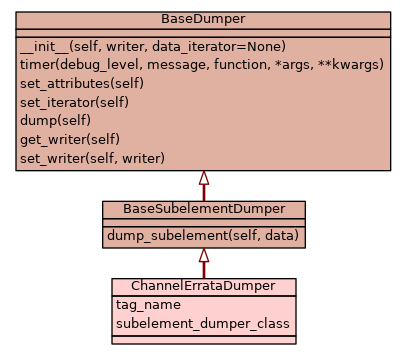 BaseDumper
__init__(self, writer, data_iterator=None)
timer(debug_level, message, function, *args, **kwargs)
set_attributes(self)
set_iterator(self)
dump(self)
get_writer(self)
set_writer(self, writer)
BaseSubelementDumper
dump_subelement(self, data)
ChannelErrataDumper
tag_name
subelement_dumper_class